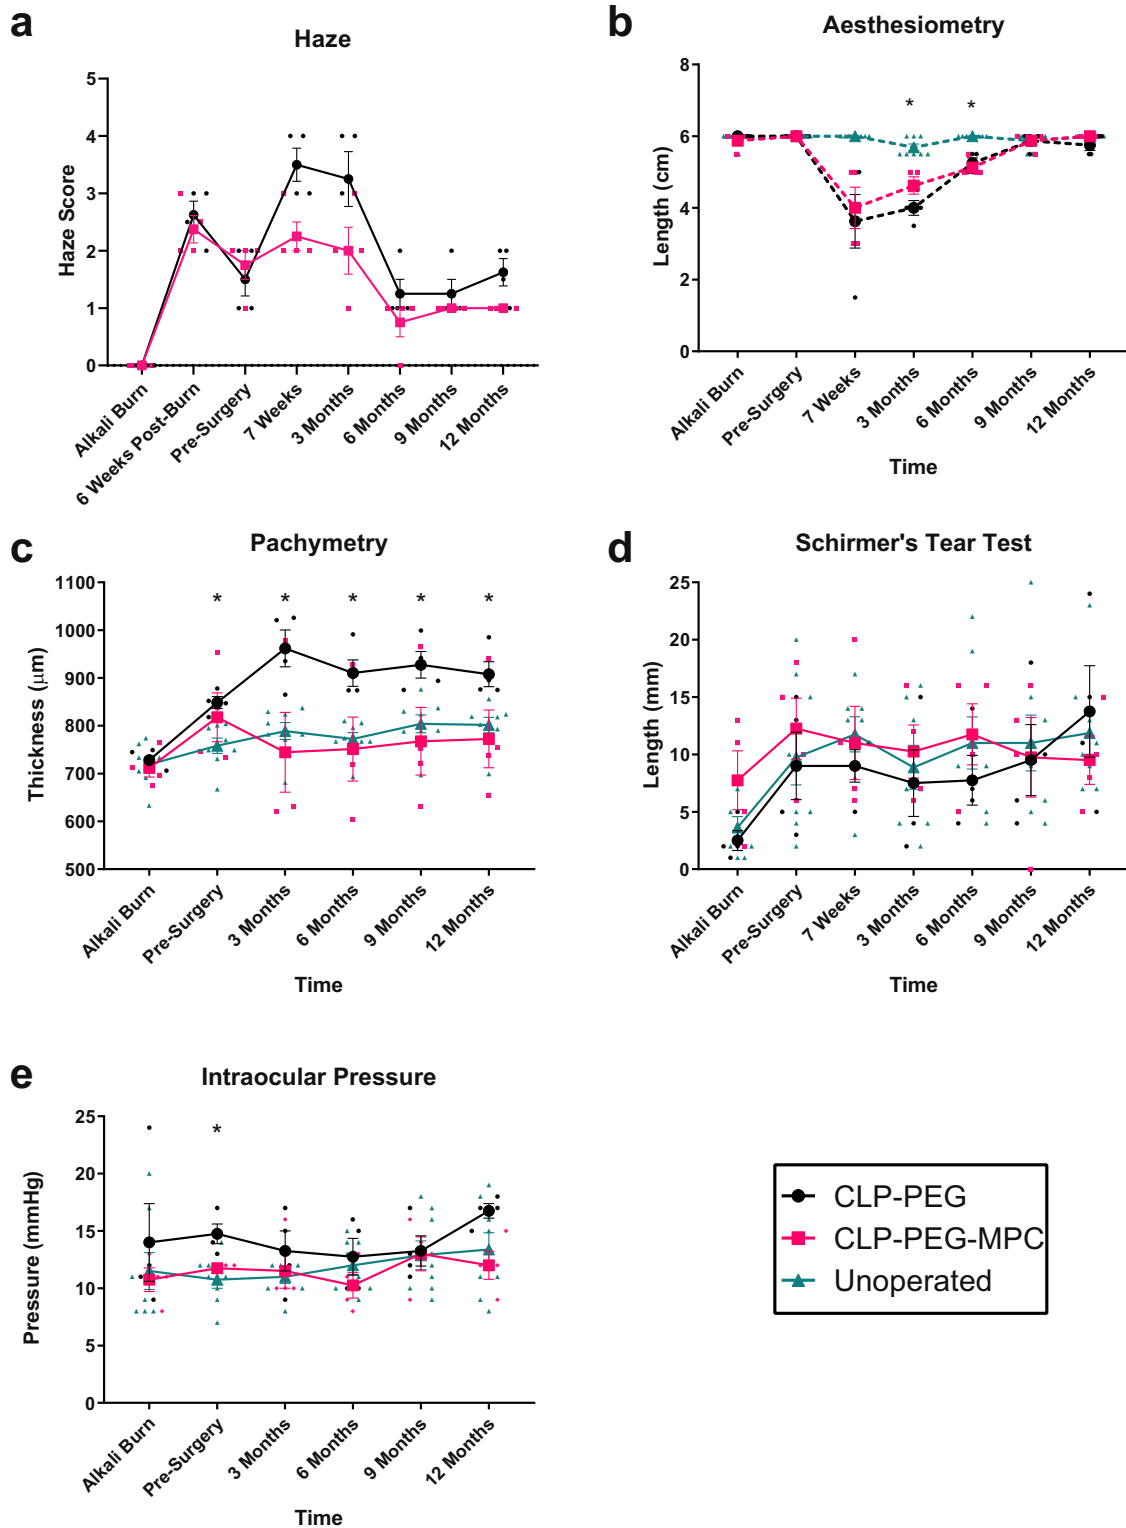 a
Haze
5
4
3
2
1
0
Haze Score
Alkali Burn
6 Weeks Post-Burn
Pre-Surgery
7 Weeks
3 Months
6 Months
9 Months
12 Months
b
Aesthesiometry
8
6
4
2
0
Length (cm)
* *
Alkali Burn
Pre-Surgery
7 Weeks
3 Months
6 Months
9 Months
12 Months
Time
c
Pachymetry
1100
1000
900
800
700
600
500
Thickness (μm)
* * * * *
Alkali Burn
Pre-Surgery
3 Months
6 Months
9 Months
12 Months
Time
d
Schirmer's Tear Test
25
20
15
10
5
0
Length (mm)
Alkali Burn
Pre-Surgery
7 Weeks
3 Months
6 Months
9 Months
12 Months
Time
e
Intraocular Pressure
25
20
15
10
5
0
Pressure (mmHg)
*
Alkali Burn
Pre-Surgery
3 Months
6 Months
9 Months
12 Months
Time
CLP-PEG
CLP-PEG-MPC
Unoperated